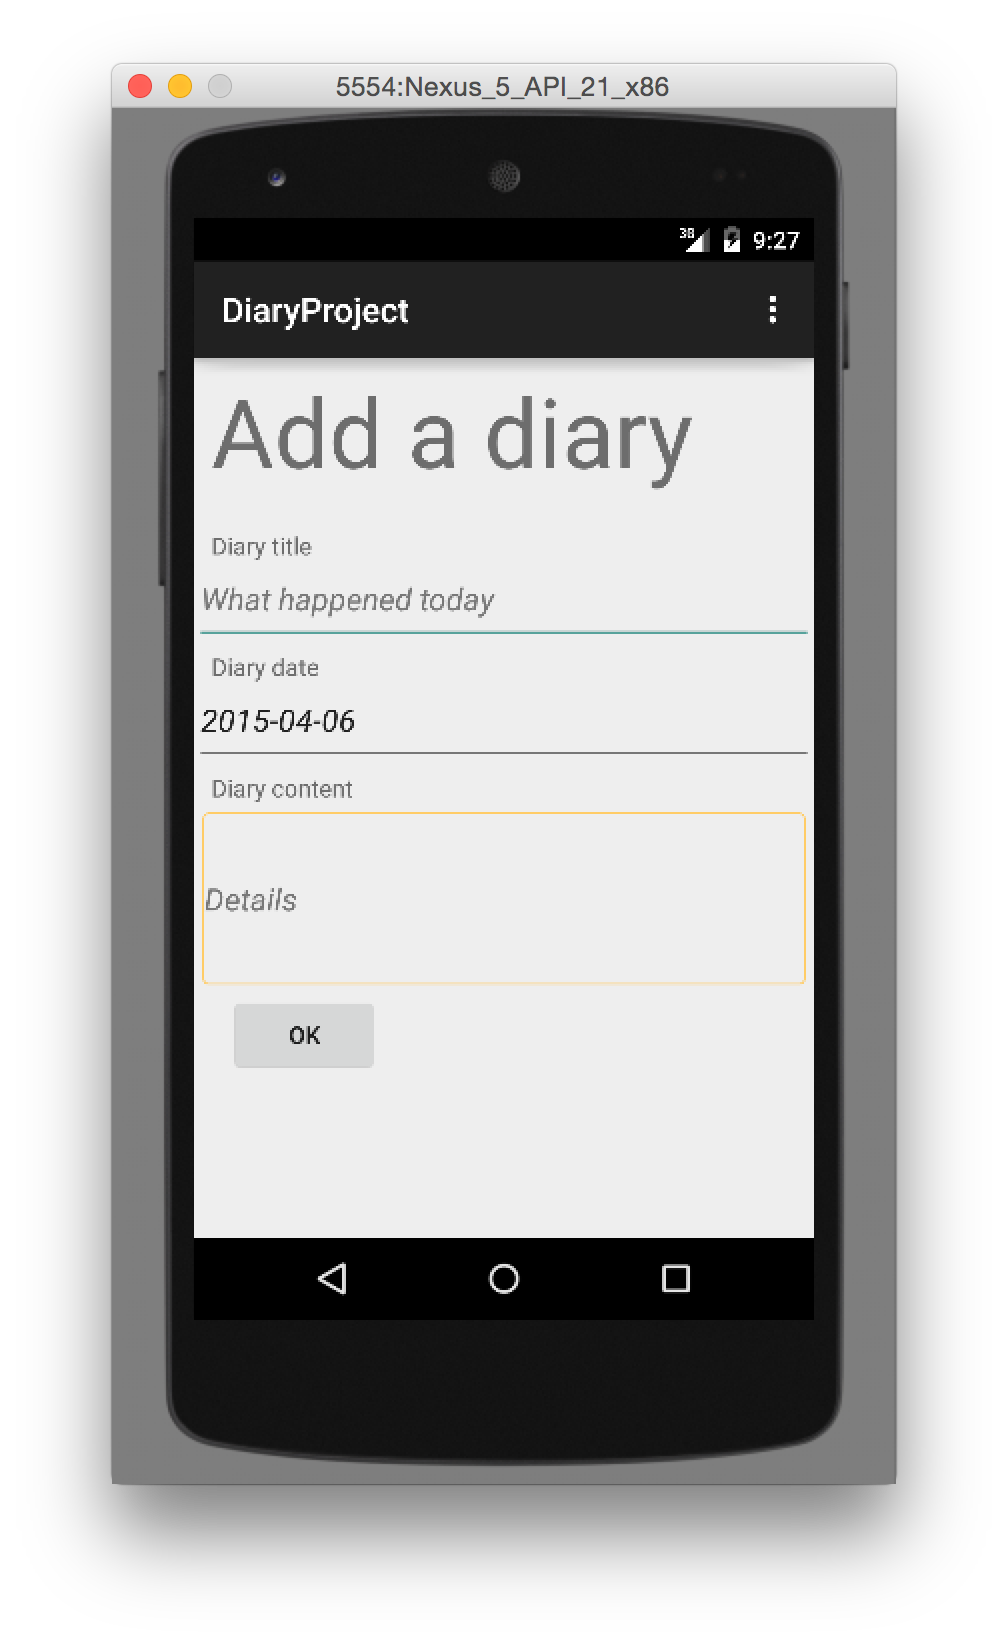 5554:Nexus_5_API_21_x86
3G 9:27
DiaryProject
Add a diary
Diary title
What happened today
Diary date
2015-04-06
Diary content
Details
OK